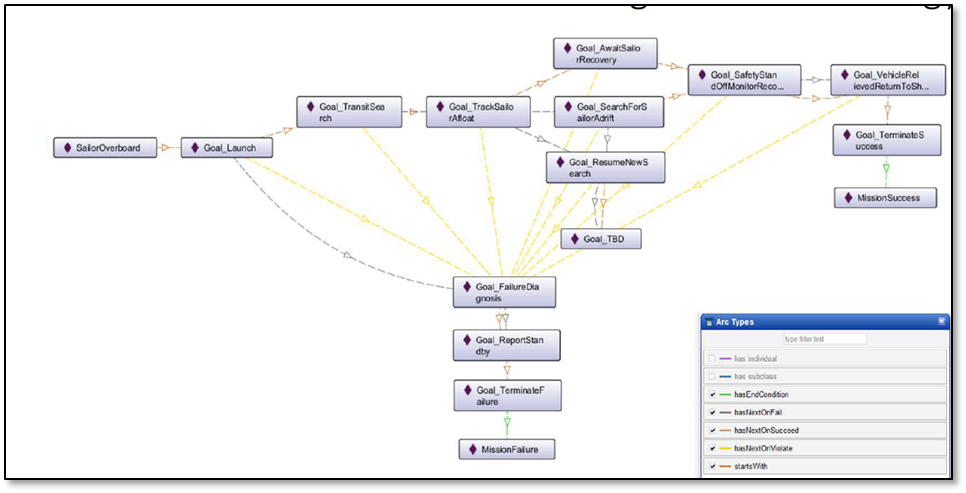 Goal_AwaitSailo
rRecovery
Goal_SafetyStan
dOffMonitorReco...
Goal_VehicleRel
ievedReturnToSh...
Goal_TransitSea
rch
Goal_TrackSailo
rAfloat
Goal_SearchForS
ailorAdrift
SailorOverboard
Goal_Launch
Goal_TerminateS
uccess
Goal_ResumeNewS
earch
MissionSuccess
Goal_TBD
Goal_FailureDia
gnosis
Goal_ReportStan
dby
Goal_TerminateF
ailure
MissionFailure
Arc Types
type filter text
has individual
has subclass
hasEndCondition
hasNextOnFail
hasNextOnSucceed
hasNextOnViolate
startsWith